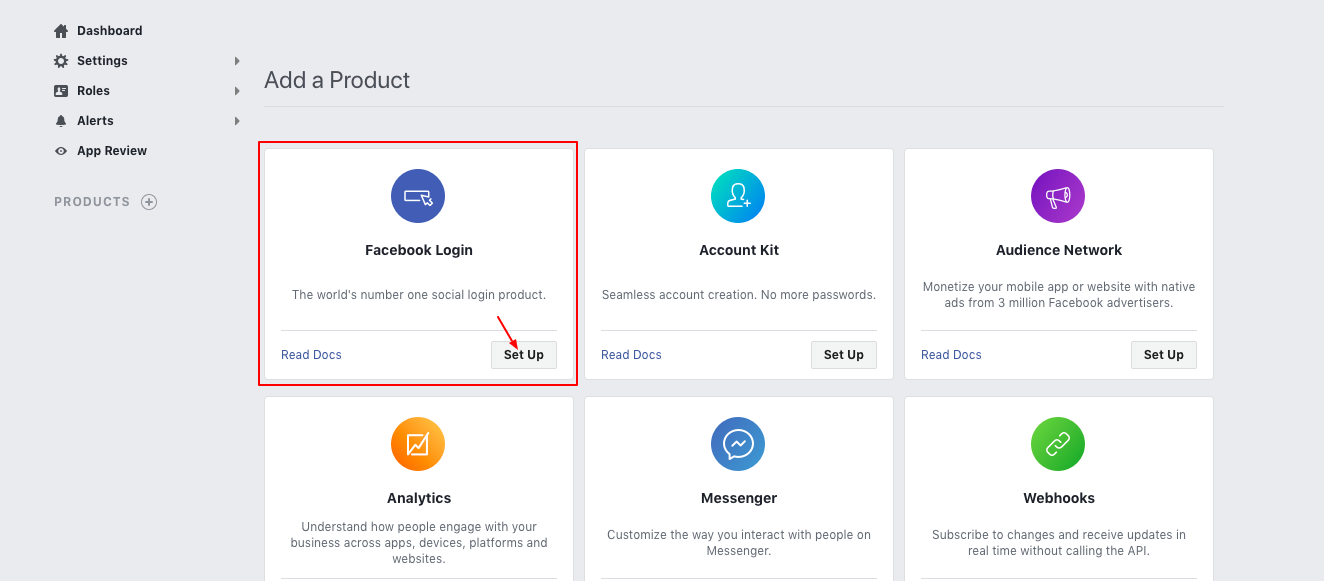 Dashboard
Settings
Roles
Alerts
App Review
PRODUCTS
Add a Product
Facebook Login
The world's number one social login product.
Read Docs
Set Up
Account Kit
Seamless account creation. No more passwords.
Read Docs
Set Up
Audience Network
Monetize your mobile app or website with native
ads from 3 million Facebook advertisers.
Read Docs
Set Up
Analytics
Understand how people engage with your
business across apps, devices, platforms and
websites.
Messenger
Customize the way you interact with people on
Messenger.
Webhooks
Subscribe to changes and receive updates in
real time without calling the API.